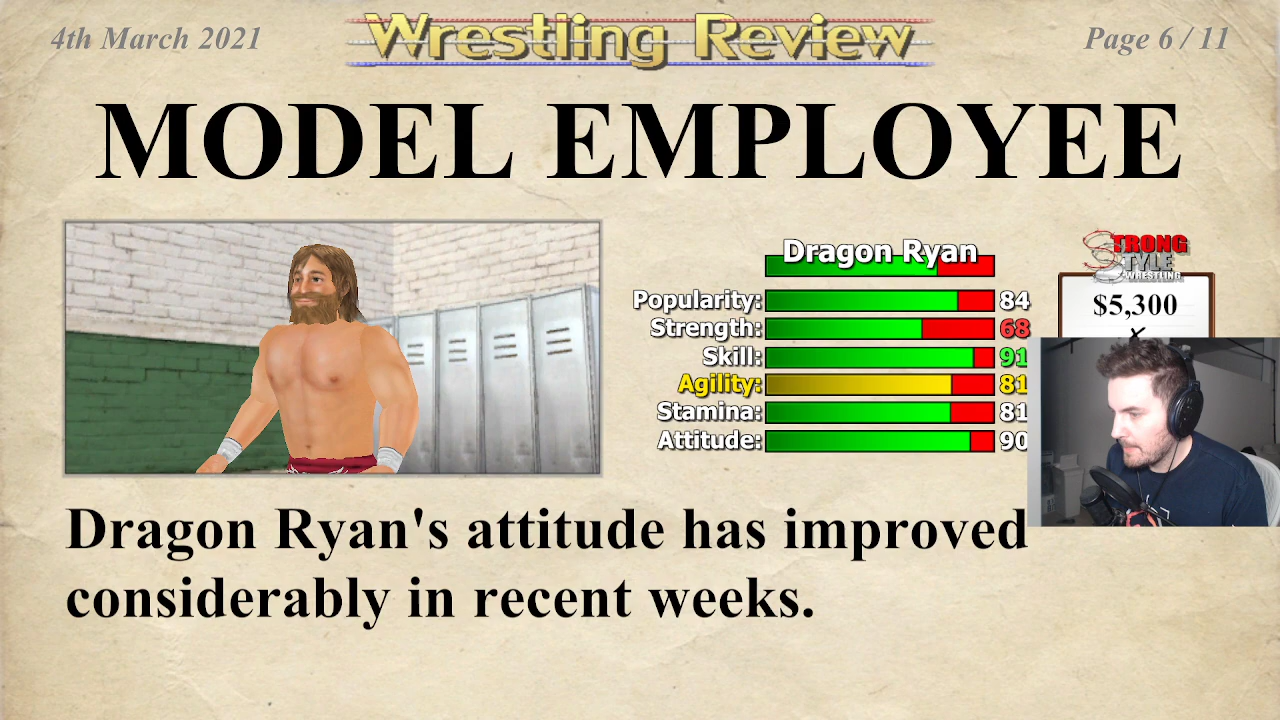 4th March 2021
Wrestling Review
Page 6 / 11
MODEL EMPLOYEE
Dragon Ryan
STRONG
STYLE
WRESTLING
$5,300
Popularity: 84
Strength: 68
Skill: 91
Agility: 81
Stamina: 81
Attitude: 90
Dragon Ryan's attitude has improved
considerably in recent weeks.